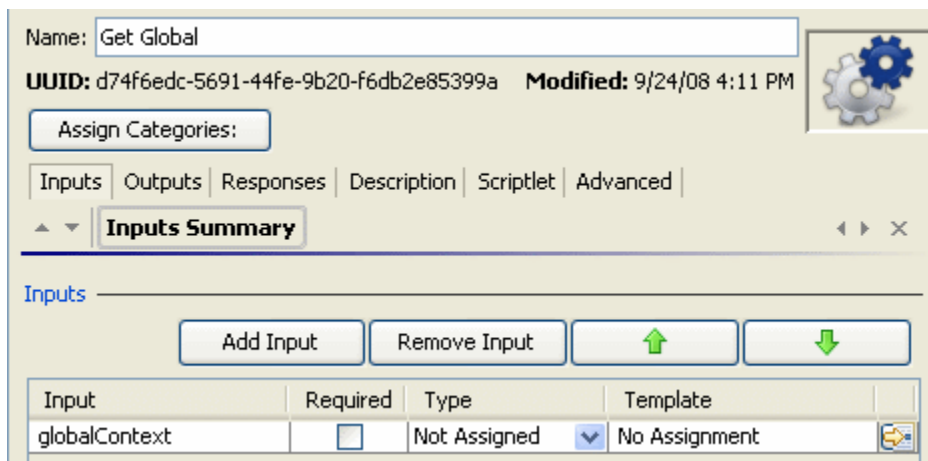 Name: Get Global
UUID: d74f6edc-5691-44fe-9b20-f6db2e85399a Modified: 9/24/08 4:11 PM
Assign Categories:
Inputs Outputs Responses Description Scriptlet Advanced
Inputs Summary
Inputs
Add Input Remove Input
Input Required Type Template
globalContext Not Assigned No Assignment